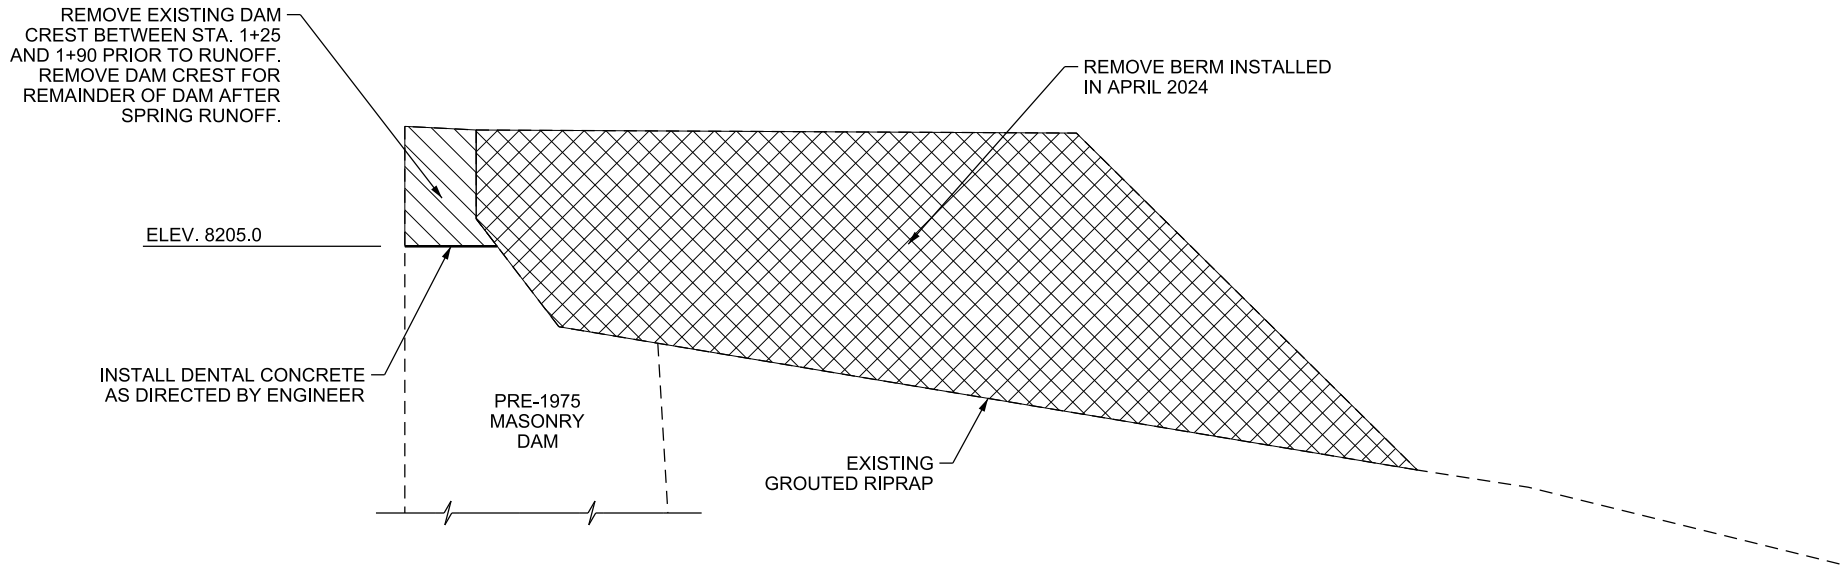 REMOVE EXISTING DAM
CREST BETWEEN STA. 1+25
AND 1+90 PRIOR TO RUNOFF.
REMOVE DAM CREST FOR
REMAINDER OF DAM AFTER
SPRING RUNOFF.
REMOVE BERM INSTALLED
IN APRIL 2024
ELEV. 8205.0
INSTALL DENTAL CONCRETE
AS DIRECTED BY ENGINEER
PRE-1975
MASONRY
DAM
EXISTING
GROUTED RIPRAP